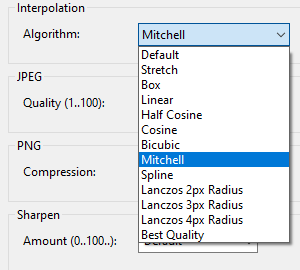 Interpolation
Algorithm: Mitchell
Default
Stretch
Box
JPEG
Linear
Quality (1..100):
Half Cosine
Cosine
PNG
Bicubic
Mitchell
Compression:
Spline
Lanczos 2px Radius
Lanczos 3px Radius
Sharpen
Lanczos 4px Radius
Amount (0..100..):
Best Quality